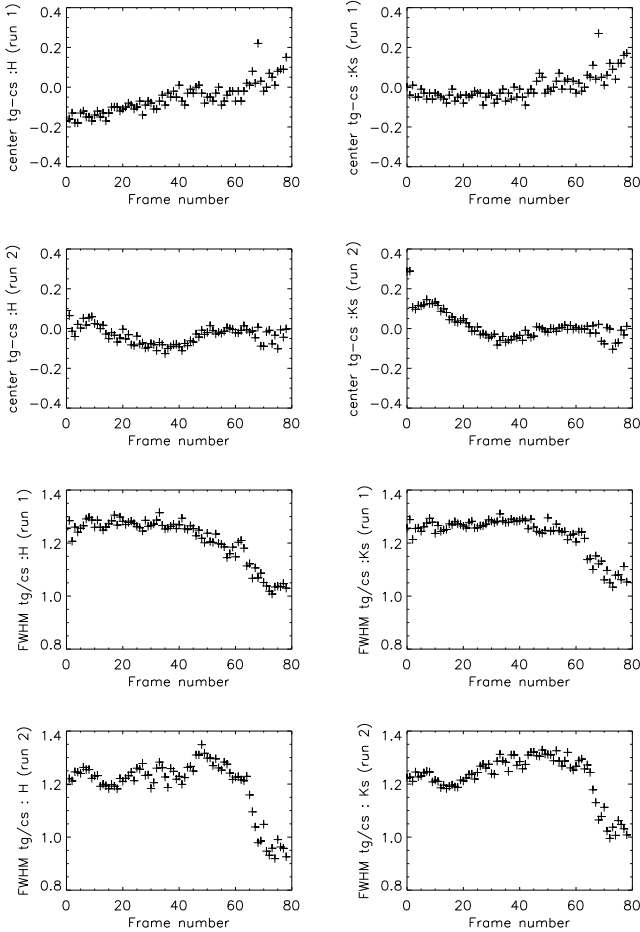 center tg-cs :H (run 1)
0.4
0.2
0.0
-0.2
-0.4
0 20 40 60 80
Frame number
center tg-cs :Ks (run 1)
0.4
0.2
0.0
-0.2
-0.4
0 20 40 60 80
Frame number
center tg-cs :H (run 2)
0.4
0.2
0.0
-0.2
-0.4
0 20 40 60 80
Frame number
center tg-cs :Ks (run 2)
0.4
0.2
0.0
-0.2
-0.4
0 20 40 60 80
Frame number
FWHM tg/cs :H (run 1)
1.4
1.2
1.0
0.8
0 20 40 60 80
Frame number
FWHM tg/cs :Ks (run 1)
1.4
1.2
1.0
0.8
0 20 40 60 80
Frame number
FWHM tg/cs : H (run 2)
1.4
1.2
1.0
0.8
0 20 40 60 80
Frame number
FWHM tg/cs : Ks (run 2)
1.4
1.2
1.0
0.8
0 20 40 60 80
Frame number